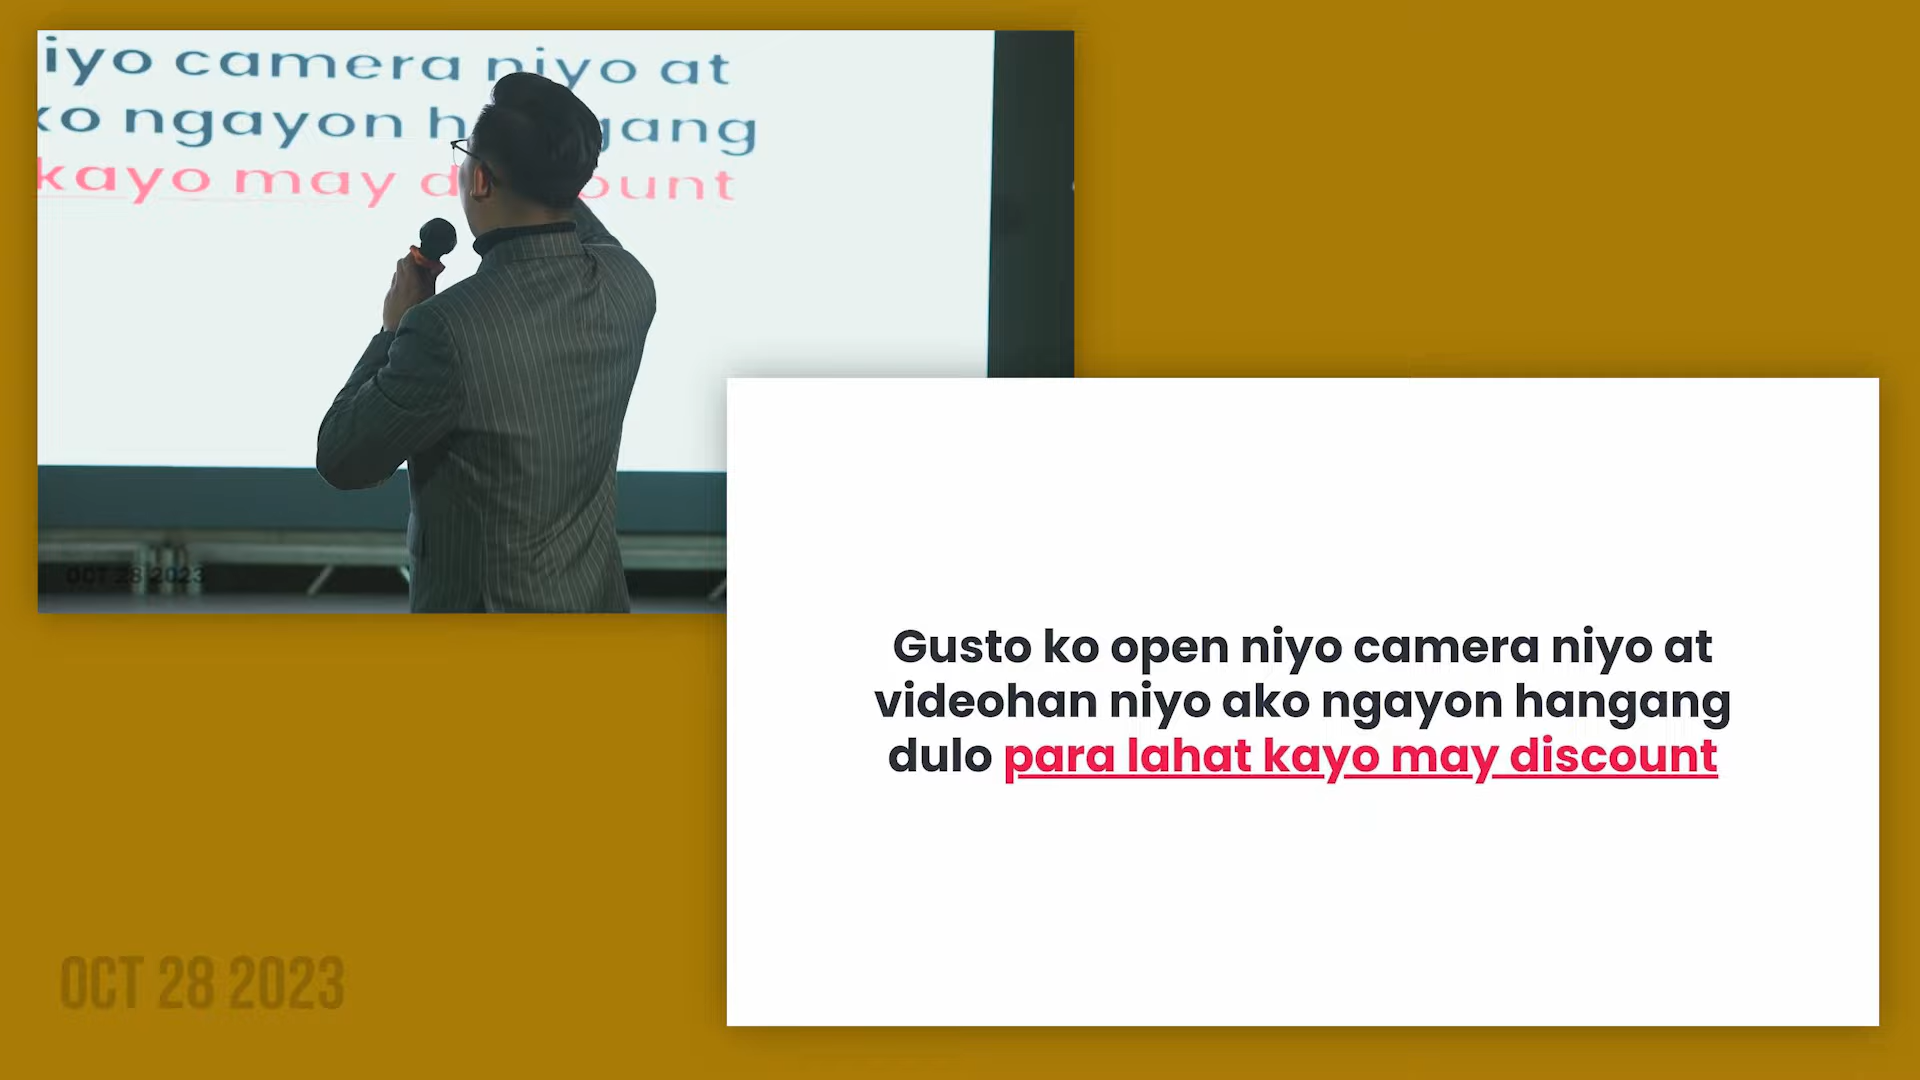 iyo camera niyo at
ko ngayon gang
kayo may ount
OCT 28 2023
Gusto ko open niyo camera niyo at
videohan niyo ako ngayon hangang
dulo para lahat kayo may discount
OCT 28 2023